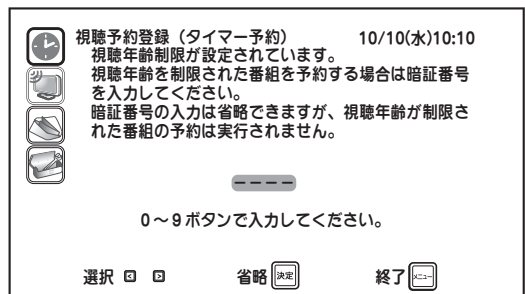 視聴予約登録（タイマー予約） 10/10(水)10:10
視聴年齢制限が設定されています。
視聴年齢を制限された番組を予約する場合は暗証番号
を入力してください。
暗証番号の入力は省略できますが、視聴年齢が制限さ
れた番組の予約は実行されません。
－－－－
0～9ボタンで入力してください。
選択 省略 決定 終了 メニュー